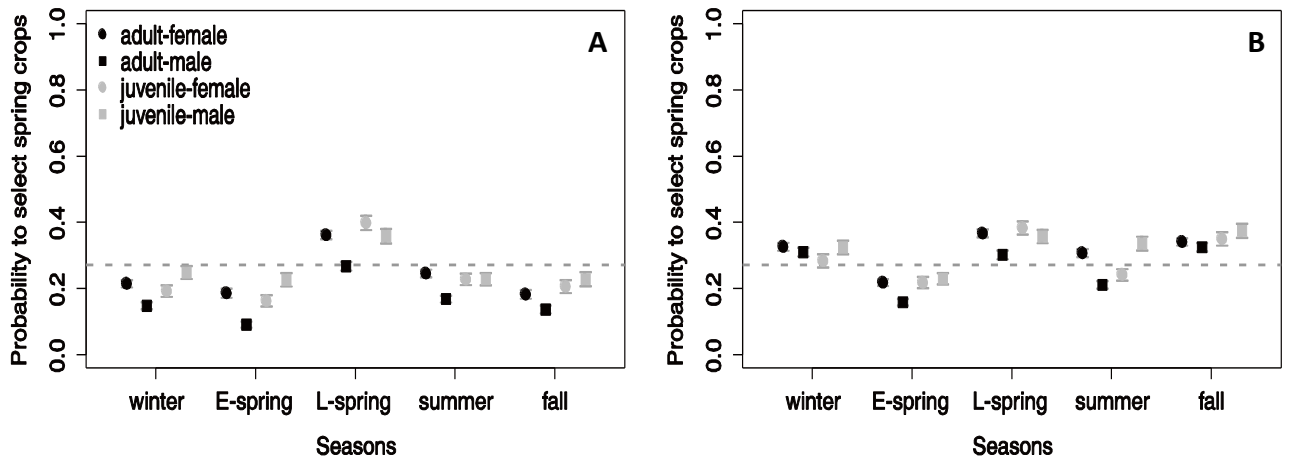 Probability to select spring crops
1.0
0.8
0.6
0.4
0.2
0.0
adult-female
adult-male
juvenile-female
juvenile-male
A
winter E-spring L-spring summer fall
Seasons
Probability to select spring crops
1.0
0.8
0.6
0.4
0.2
0.0
B
winter E-spring L-spring summer fall
Seasons